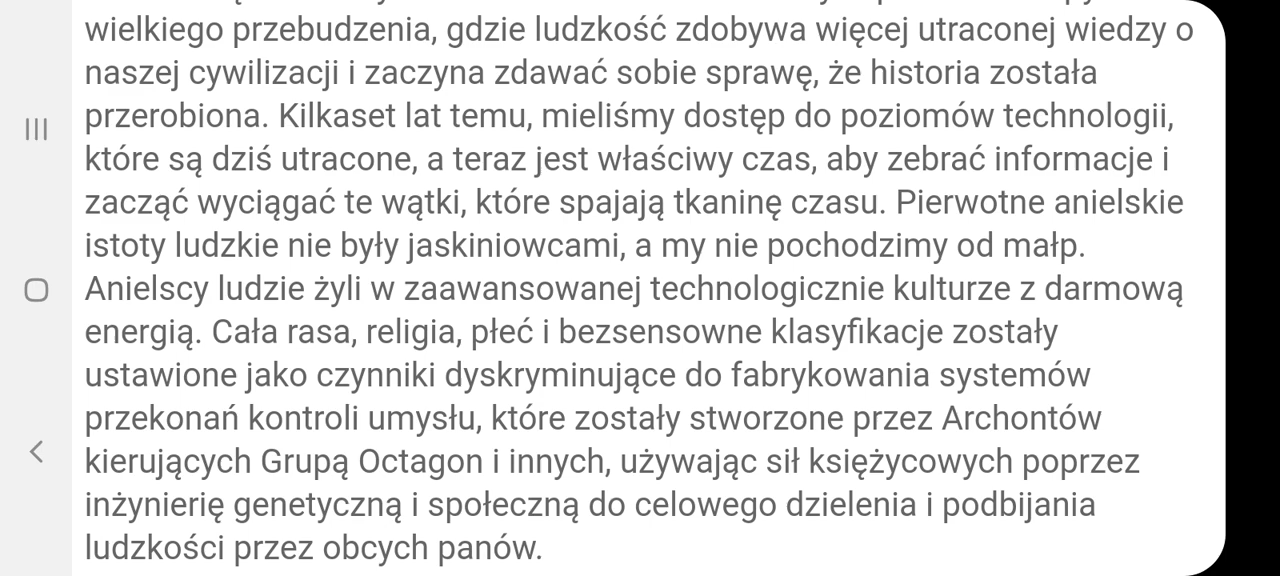 wielkiego przebudzenia, gdzie ludzkość zdobywa więcej utraconej wiedzy o
naszej cywilizacji i zaczyna zdawać sobie sprawę, że historia została
przerobiona. Kilkaset lat temu, mieliśmy dostęp do poziomów technologii,
które są dziś utracone, a teraz jest właściwy czas, aby zebrać informacje i
zacząć wyciągać te wątki, które spajają tkaninę czasu. Pierwotne anielskie
istoty ludzkie nie były jaskiniowcami, a my nie pochodzimy od małp.
Anielscy ludzie żyli w zaawansowanej technologicznie kulturze z darmową
energią. Cała rasa, religia, płeć i bezsensowne klasyfikacje zostały
ustawione jako czynniki dyskryminujące do fabrykowania systemów
przekonań kontroli umysłu, które zostały stworzone przez Archontów
kierujących Grupą Octagon i innych, używając sił księżycowych poprzez
inżynierię genetyczną i społeczną do celowego dzielenia i podbijania
ludzkości przez obcych panów.